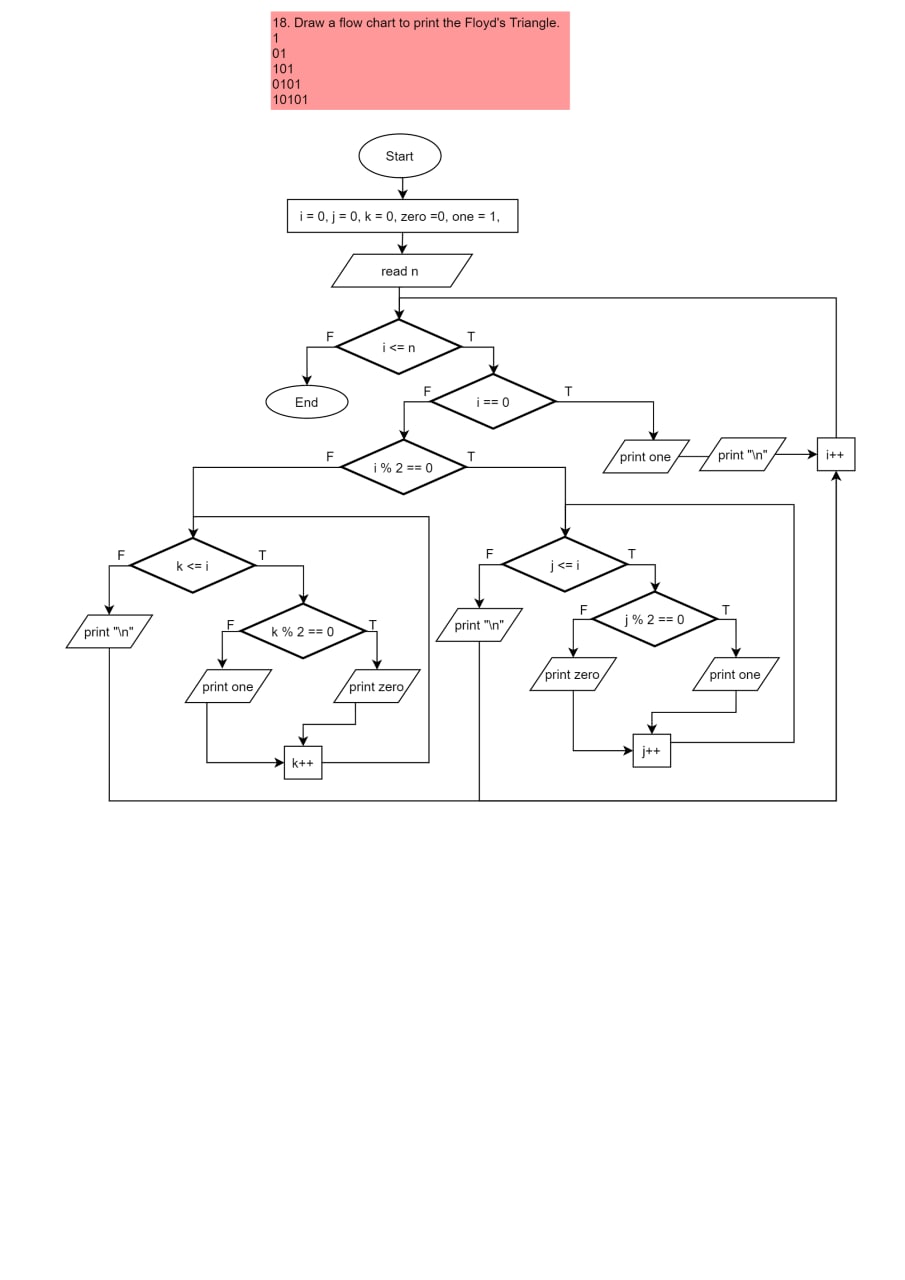 18. Draw a flow chart to print the Floyd's Triangle.
1
01
101
0101
10101
Start
i = 0, j = 0, k = 0, zero =0, one = 1,
read n
F
T
i <= n
F
T
End
i == 0
F
T
print one
print "\n"
i++
i % 2 == 0
F
T
F
T
k <= i
j <= i
print "\n"
F
T
print "\n"
F
T
k % 2 == 0
j % 2 == 0
print one
print zero
print zero
print one
k++
j++